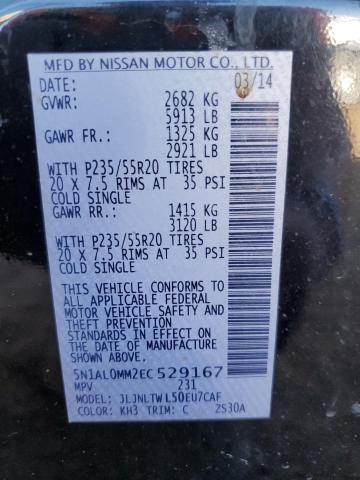 MFD BY NISSAN MOTOR CO., LTD.
DATE: 03/14
GVWR: 2682 KG
5913 LB
GAWR FR.: 1325 KG
2921 LB
WITH P235/55R20 TIRES
20 X 7.5 RIMS AT 35 PSI
COLD SINGLE
GAWR RR.: 1415 KG
3120 LB
WITH P235/55R20 TIRES
20 X 7.5 RIMS AT 35 PSI
COLD SINGLE
THIS VEHICLE CONFORMS TO
ALL APPLICABLE FEDERAL
MOTOR VEHICLE SAFETY
AND THEFT PREVENTION
STANDARDS IN EFFECT ON
THE DATE OF MANUFACTURE
SHOWN ABOVE.
5N1AL0MM2EC529167
MPV 231
MODEL: JLJNLTWL50EU7CAF
COLOR: KH3 TRIM: C 2S30A